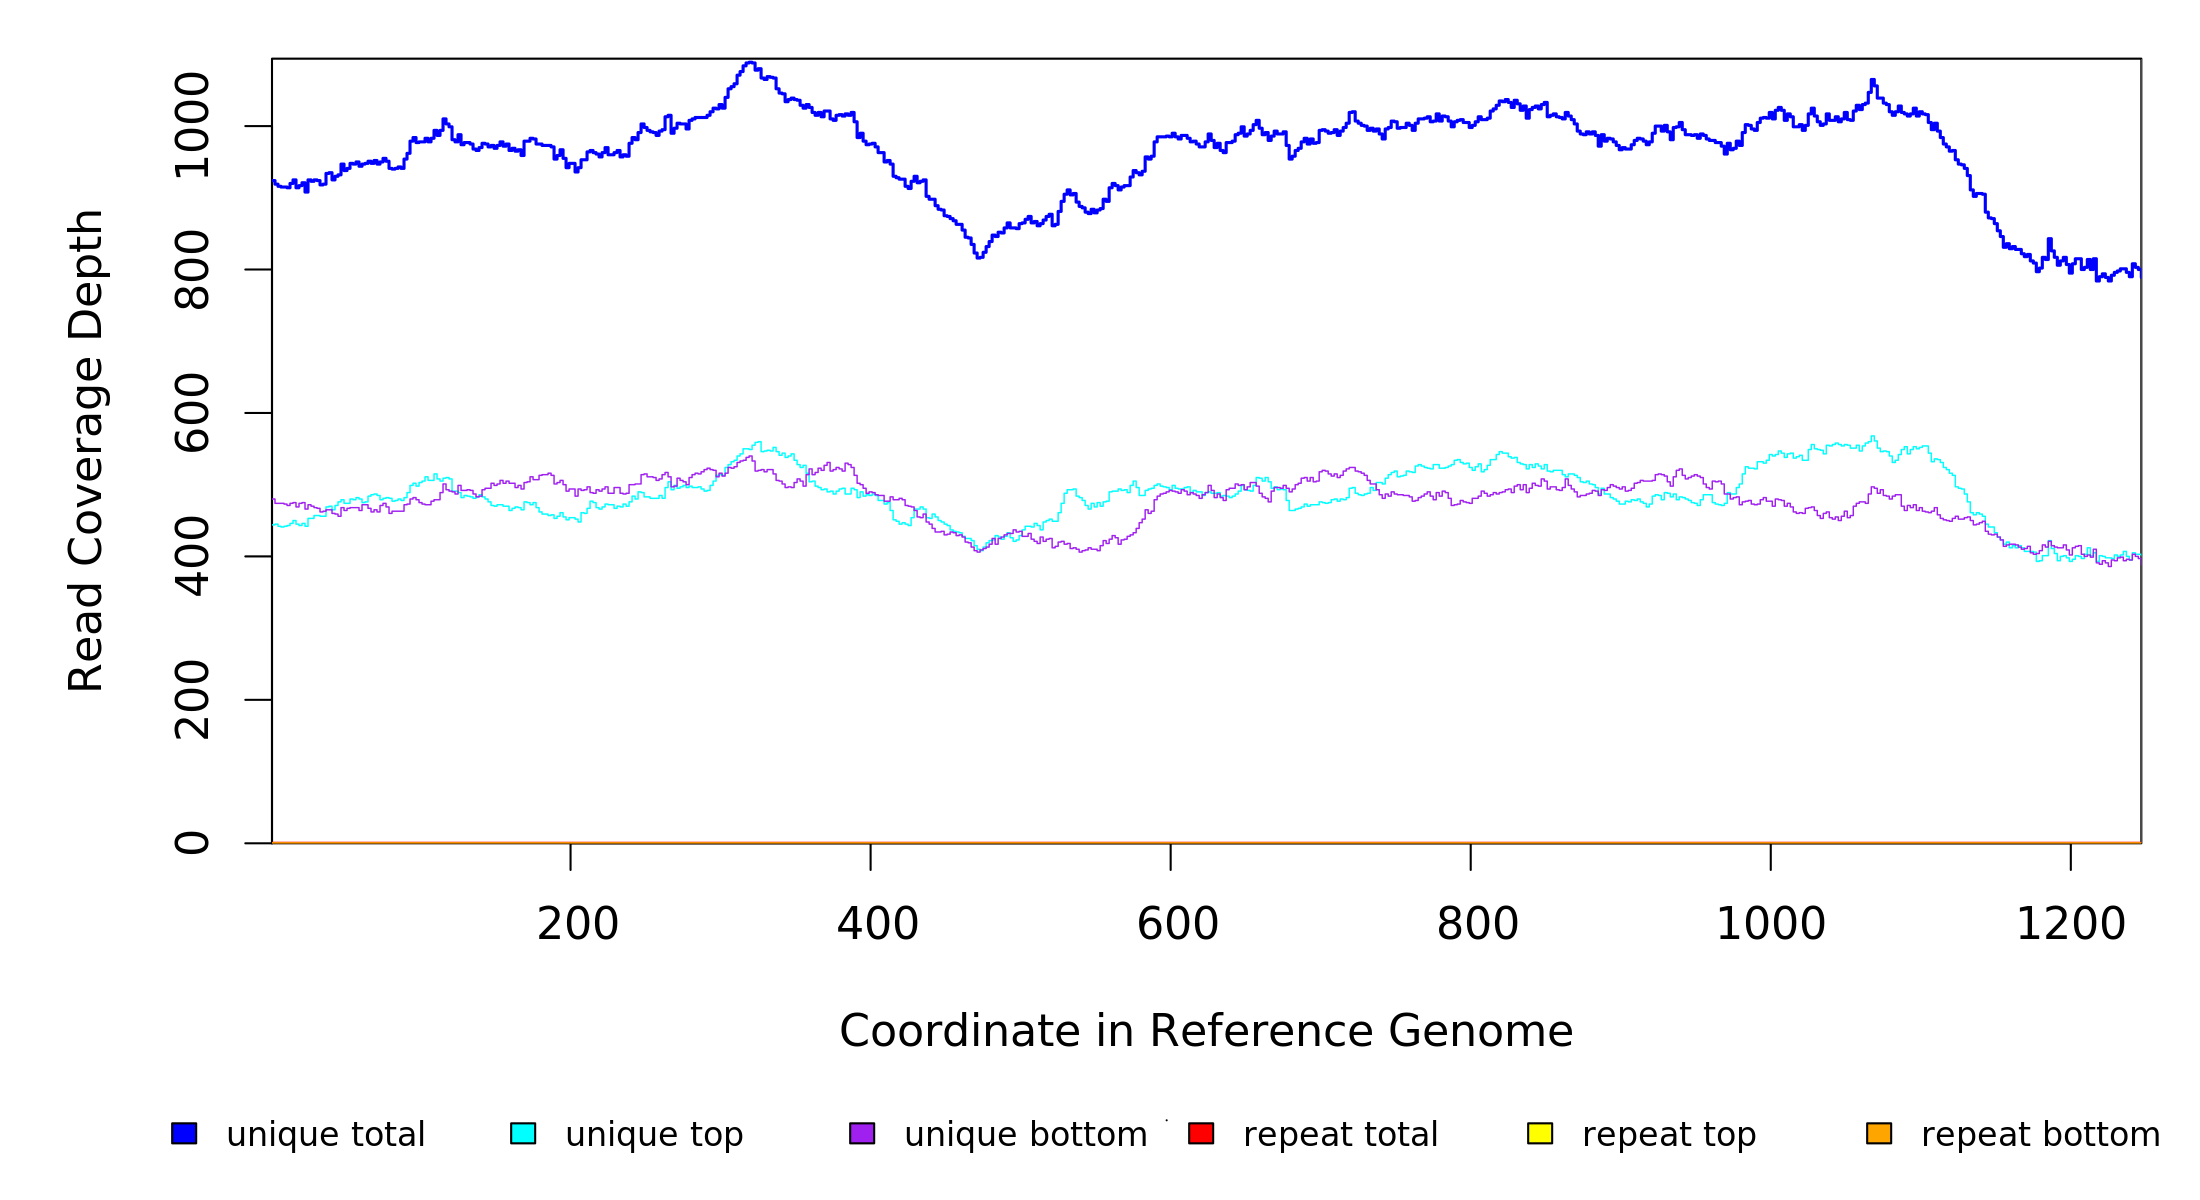 Read Coverage Depth
1000
800
600
400
200
0
200 400 600 800 1000 1200
Coordinate in Reference Genome
unique total unique top unique bottom repeat total repeat top repeat bottom